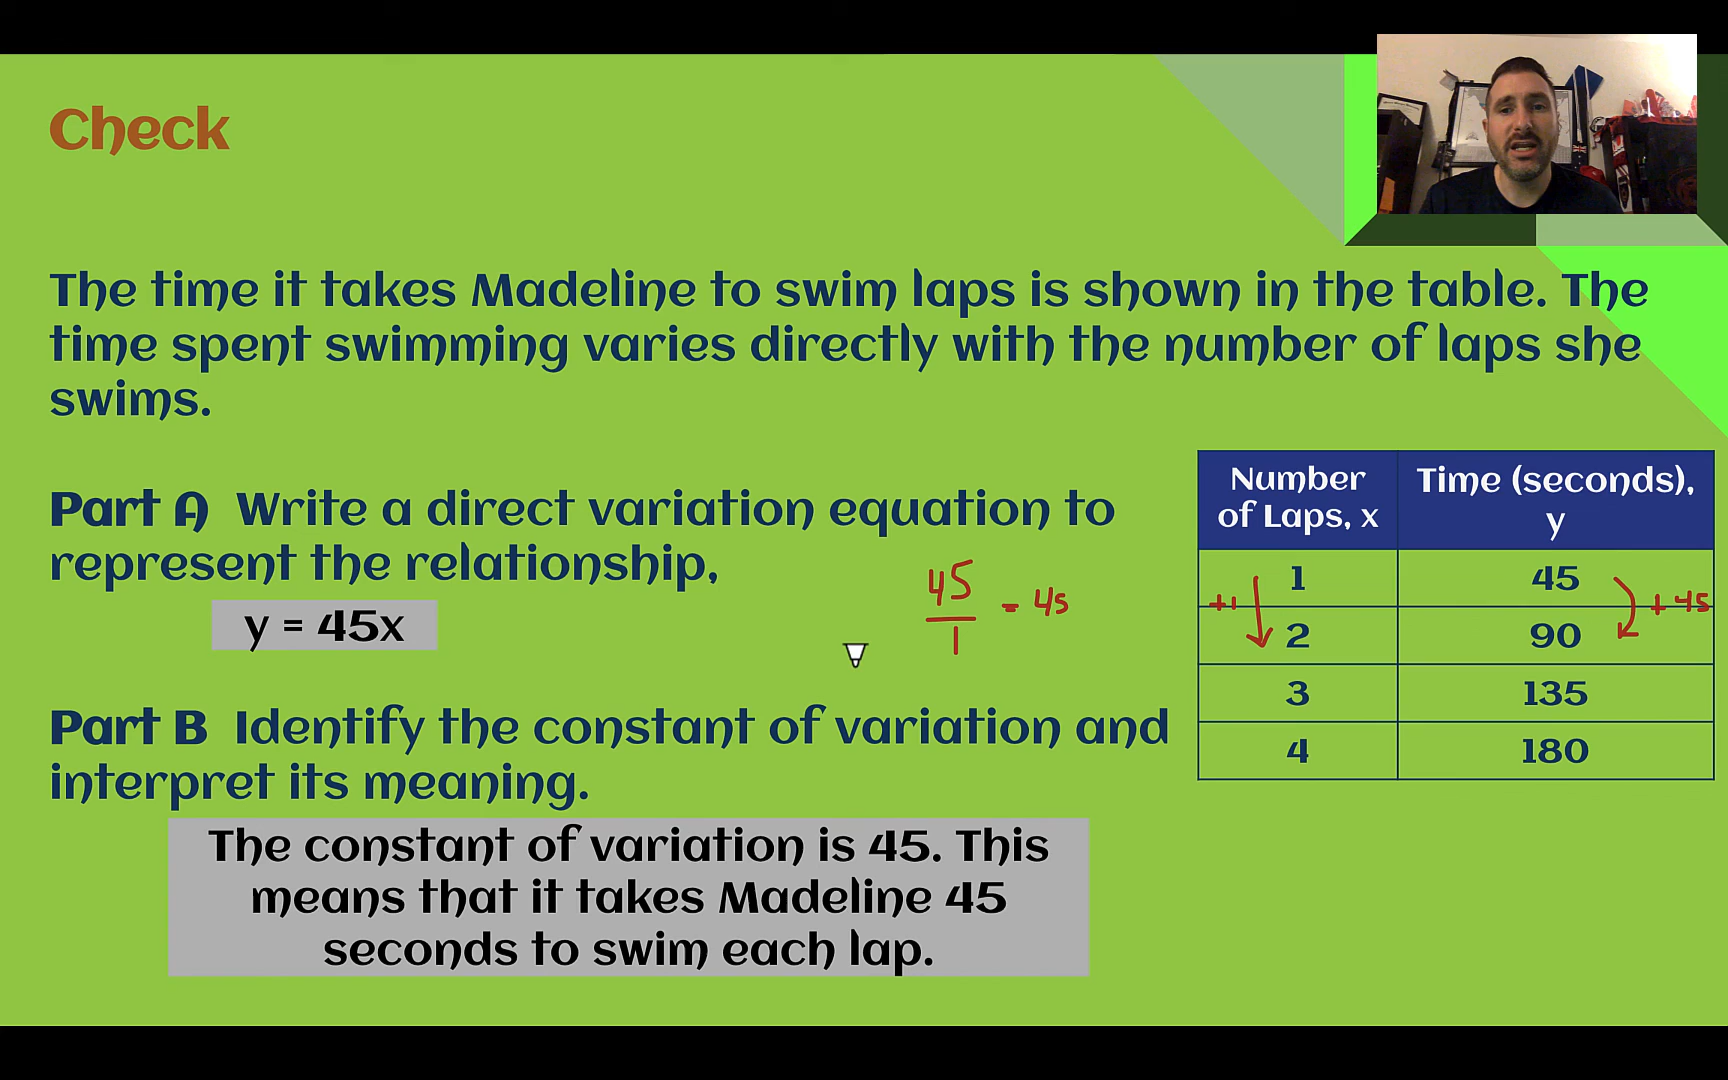 Check
The time it takes Madeline to swim laps is shown in the table. The
time spent swimming varies directly with the number of laps she
swims.
Part A Write a direct variation equation to
represent the relationship,
y = 45x
45
1
= 45
Part B Identify the constant of variation and
interpret its meaning.
The constant of variation is 45. This
means that it takes Madeline 45
seconds to swim each lap.
Number of Laps, x Time (seconds), y
1 45
+1 + 45
2 90
3 135
4 180